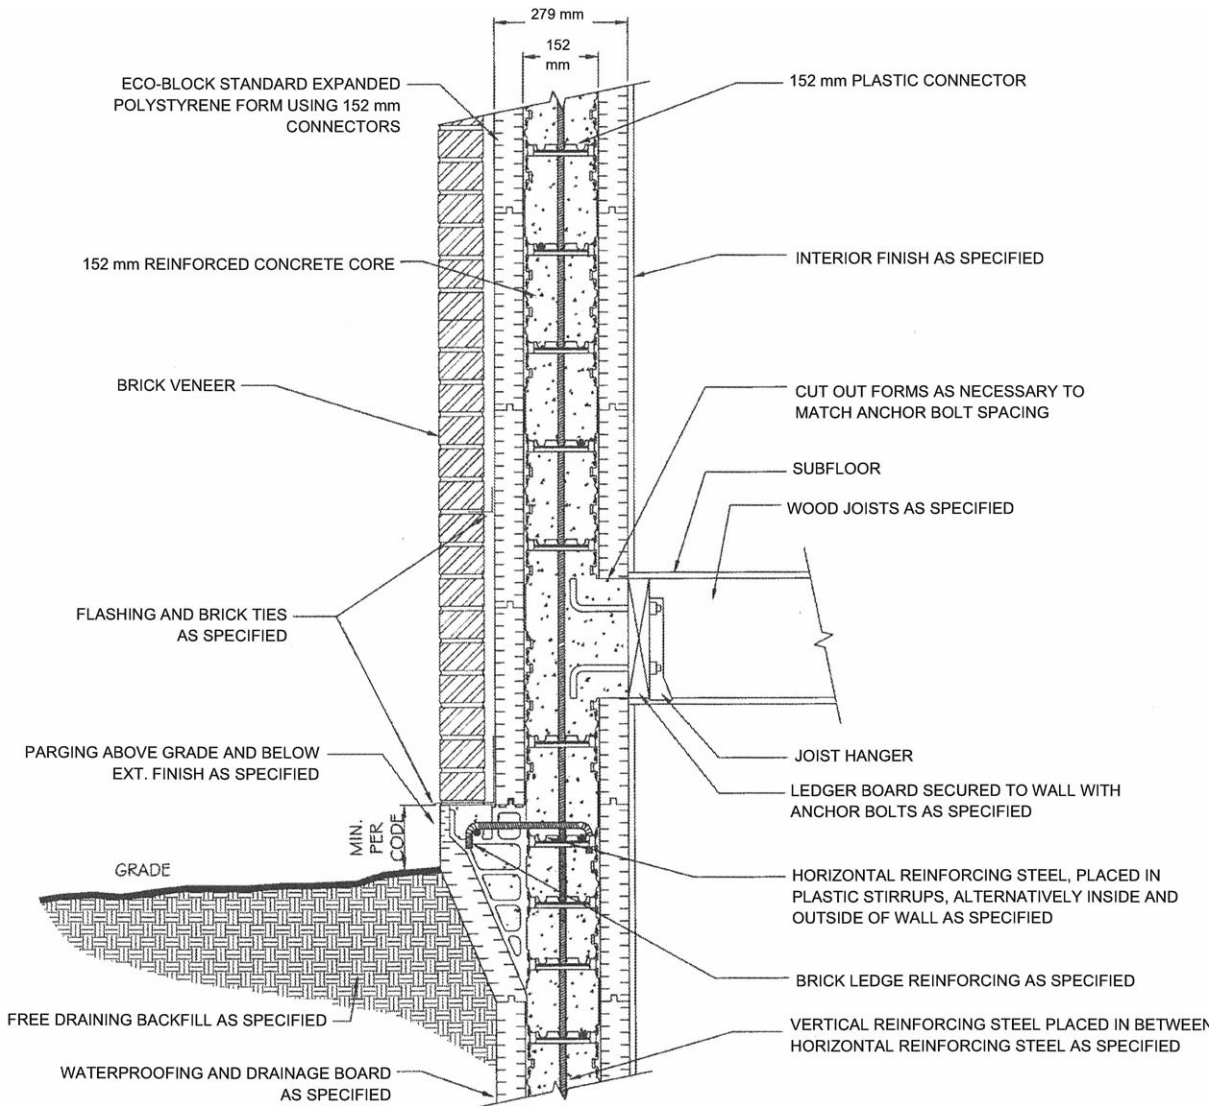 279 mm
152
mm
ECO-BLOCK STANDARD EXPANDED
POLYSTYRENE FORM USING 152 mm
CONNECTORS
152 mm PLASTIC CONNECTOR
152 mm REINFORCED CONCRETE CORE
INTERIOR FINISH AS SPECIFIED
BRICK VENEER
CUT OUT FORMS AS NECESSARY TO
MATCH ANCHOR BOLT SPACING
SUBFLOOR
WOOD JOISTS AS SPECIFIED
FLASHING AND BRICK TIES
AS SPECIFIED
PARGING ABOVE GRADE AND BELOW
EXT. FINISH AS SPECIFIED
JOIST HANGER
LEDGER BOARD SECURED TO WALL WITH
ANCHOR BOLTS AS SPECIFIED
MIN.
PER
CODE
GRADE
HORIZONTAL REINFORCING STEEL, PLACED IN
PLASTIC STIRRUPS, ALTERNATIVELY INSIDE AND
OUTSIDE OF WALL AS SPECIFIED
BRICK LEDGE REINFORCING AS SPECIFIED
FREE DRAINING BACKFILL AS SPECIFIED
VERTICAL REINFORCING STEEL PLACED IN BETWEEN
HORIZONTAL REINFORCING STEEL AS SPECIFIED
WATERPROOFING AND DRAINAGE BOARD
AS SPECIFIED